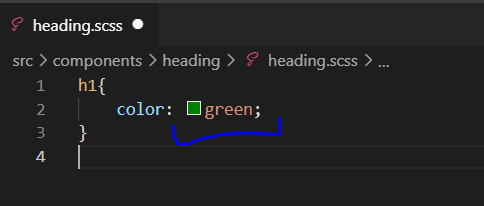 heading.scss
src > components > heading > heading.scss > ...
1 h1{
2 color: green;
3 }
4